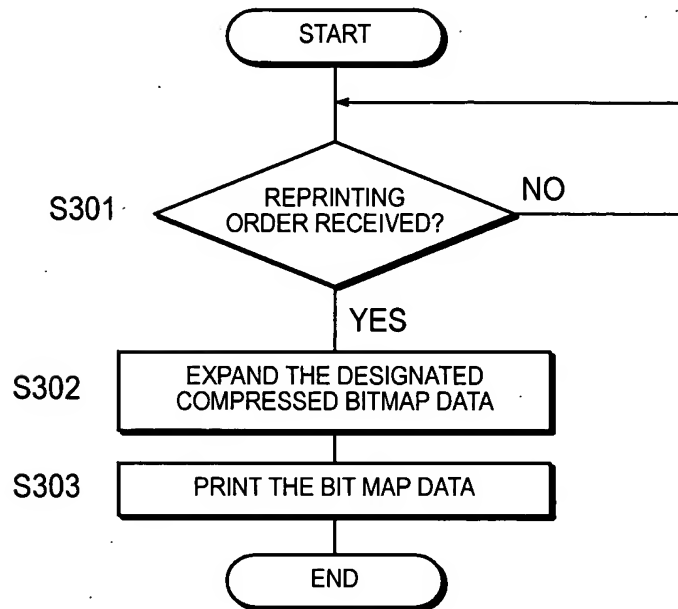 START
S301
REPRINTING
ORDER RECEIVED?
NO
YES
S302
EXPAND THE DESIGNATED
COMPRESSED BITMAP DATA
S303
PRINT THE BIT MAP DATA
END